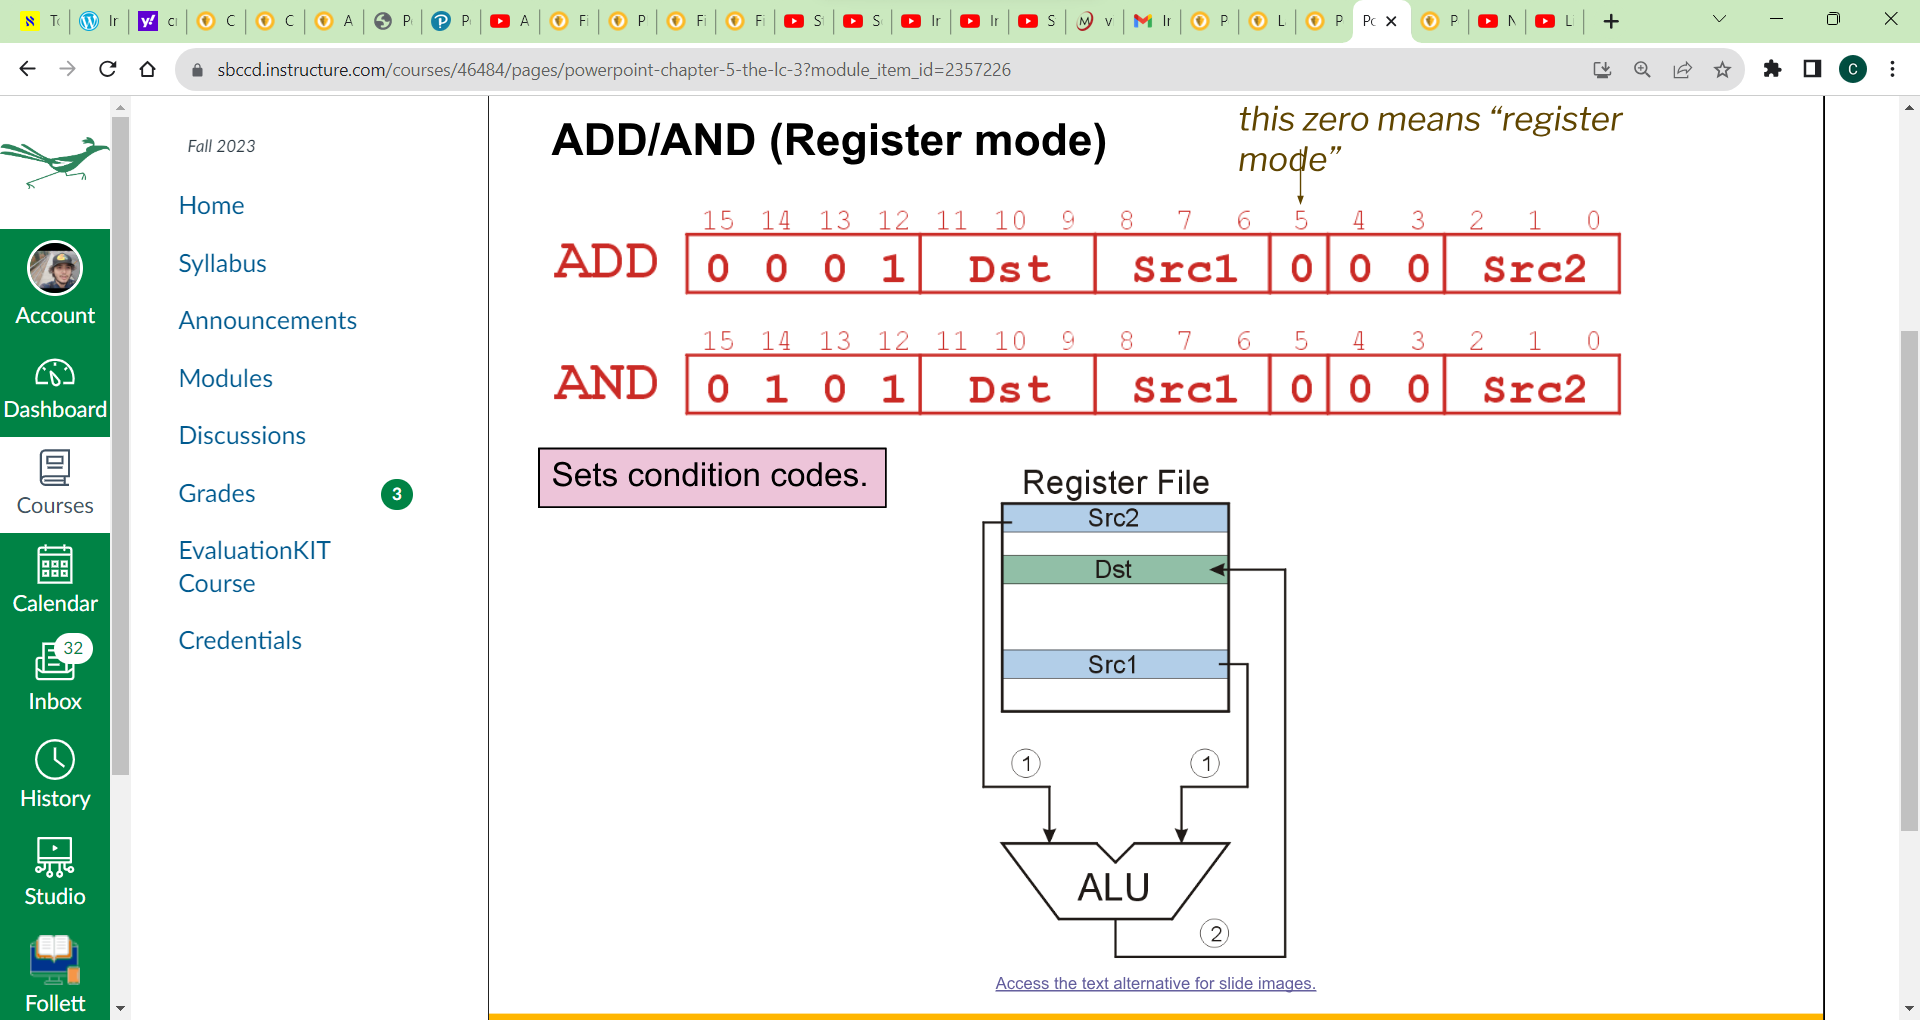 sbccd.instructure.com/courses/46484/pages/powerpoint-chapter-5-the-lc-3?module_item_id=2357226
C
Fall 2023
Home
Syllabus
Announcements
Modules
Discussions
Grades
3
EvaluationKIT
Course
Credentials
Account
Dashboard
Courses
Calendar
32
Inbox
History
Studio
Follett
ADD/AND (Register mode)
this zero means “register
mode”
15 14 13 12 11 10 9 8 7 6 5 4 3 2 1 0
ADD 0 0 0 1 Dst Src1 0 0 0 Src2
15 14 13 12 11 10 9 8 7 6 5 4 3 2 1 0
AND 0 1 0 1 Dst Src1 0 0 0 Src2
Sets condition codes.
Register File
Src2
Dst
Src1
1 1
ALU
2
Access the text alternative for slide images.